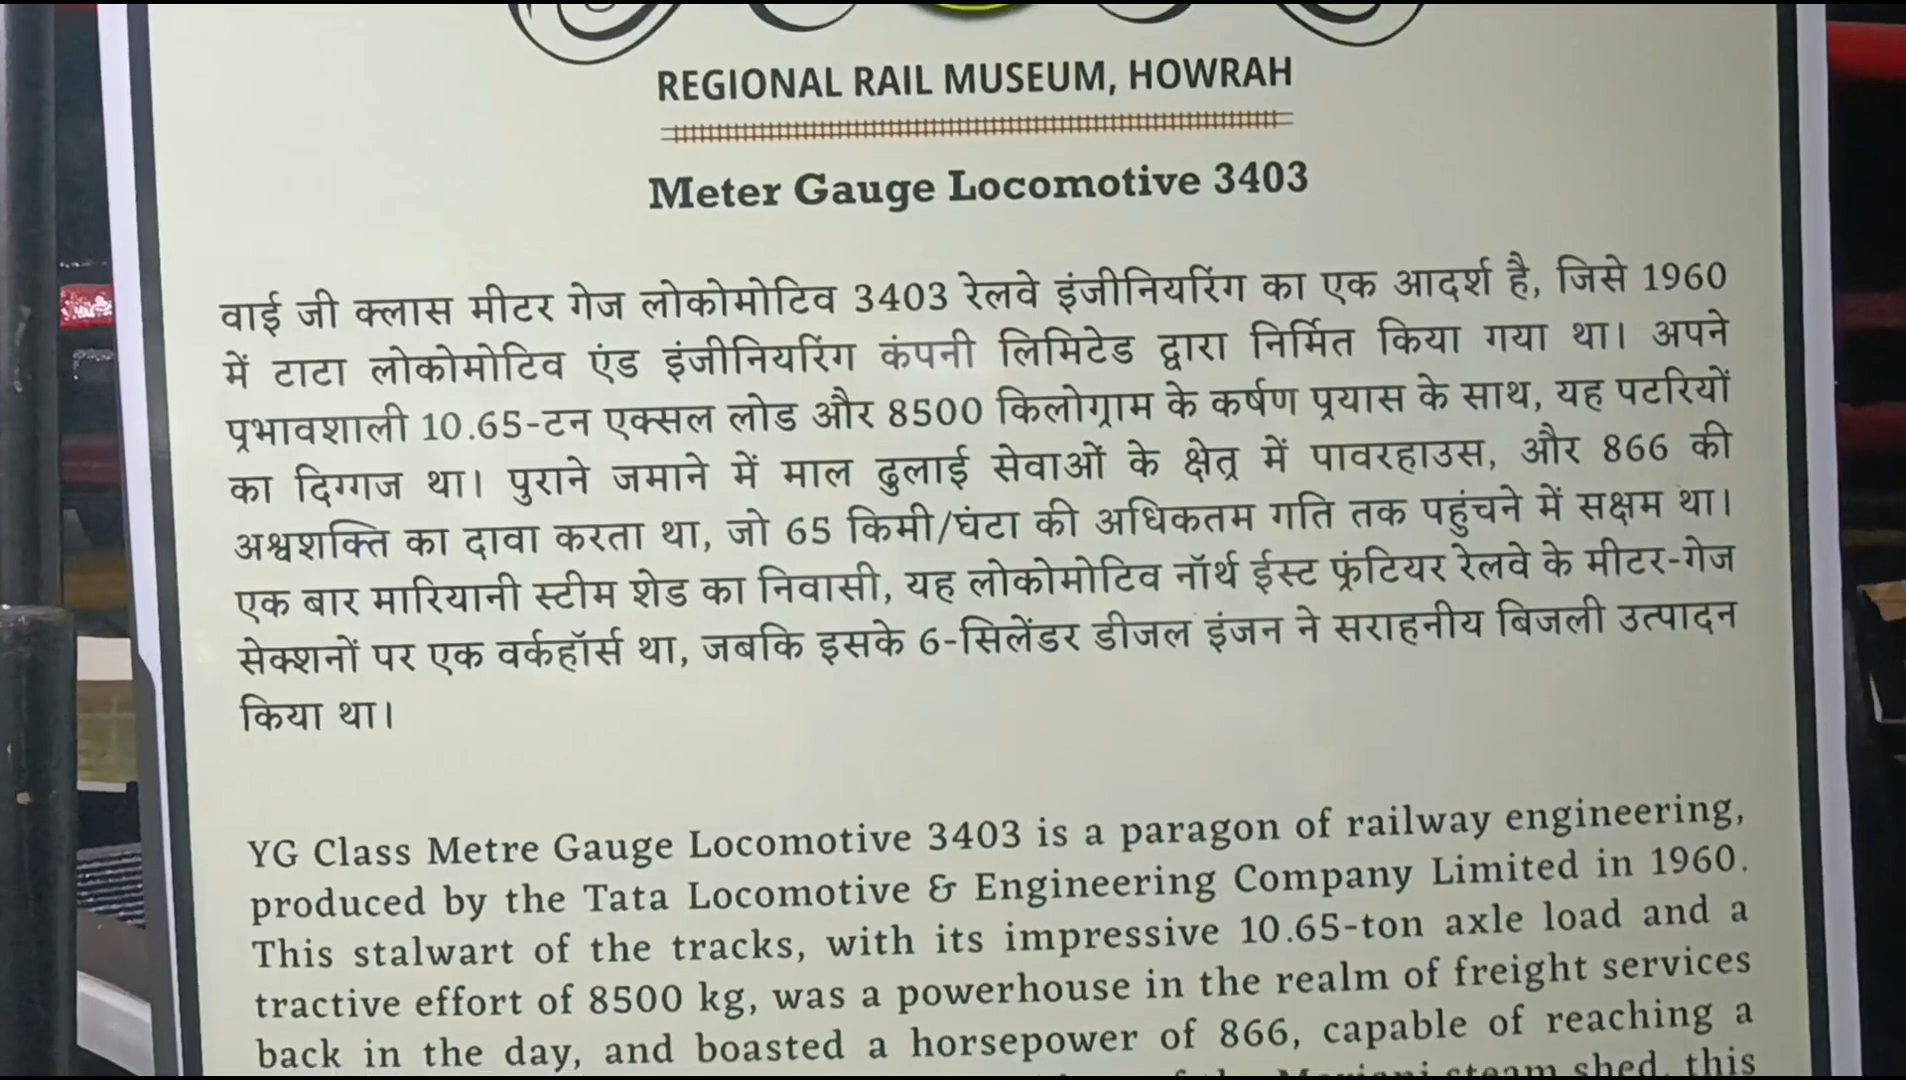 REGIONAL RAIL MUSEUM, HOWRAH
Meter Gauge Locomotive 3403
वाई जी क्लास मीटर गेज लोकोमोटिव 3403 रेलवे इंजीनियरिंग का एक आदर्श है, जिसे 1960
में टाटा लोकोमोटिव एंड इंजीनियरिंग कंपनी लिमिटेड द्वारा निर्मित किया गया था। अपने
प्रभावशाली 10.65-टन एक्सल लोड और 8500 किलोग्राम के कर्षण प्रयास के साथ, यह पटरियों
का दिग्गज था। पुराने जमाने में माल ढुलाई सेवाओं के क्षेत्र में पावरहाउस, और 866 की
अश्वशक्ति का दावा करता था, जो 65 किमी/घंटा की अधिकतम गति तक पहुंचने में सक्षम था।
एक बार मारियानी स्टीम शेड का निवासी, यह लोकोमोटिव नॉर्थ ईस्ट फ्रंटियर रेलवे के मीटर-गेज
सेक्शनों पर एक वर्कहॉर्स था, जबकि इसके 6-सिलेंडर डीजल इंजन ने सराहनीय बिजली उत्पादन
किया था।
YG Class Metre Gauge Locomotive 3403 is a paragon of railway engineering,
produced by the Tata Locomotive & Engineering Company Limited in 1960.
This stalwart of the tracks, with its impressive 10.65-ton axle load and a
tractive effort of 8500 kg, was a powerhouse in the realm of freight services
back in the day, and boasted a horsepower of 866, capable of reaching a
steam shed, this